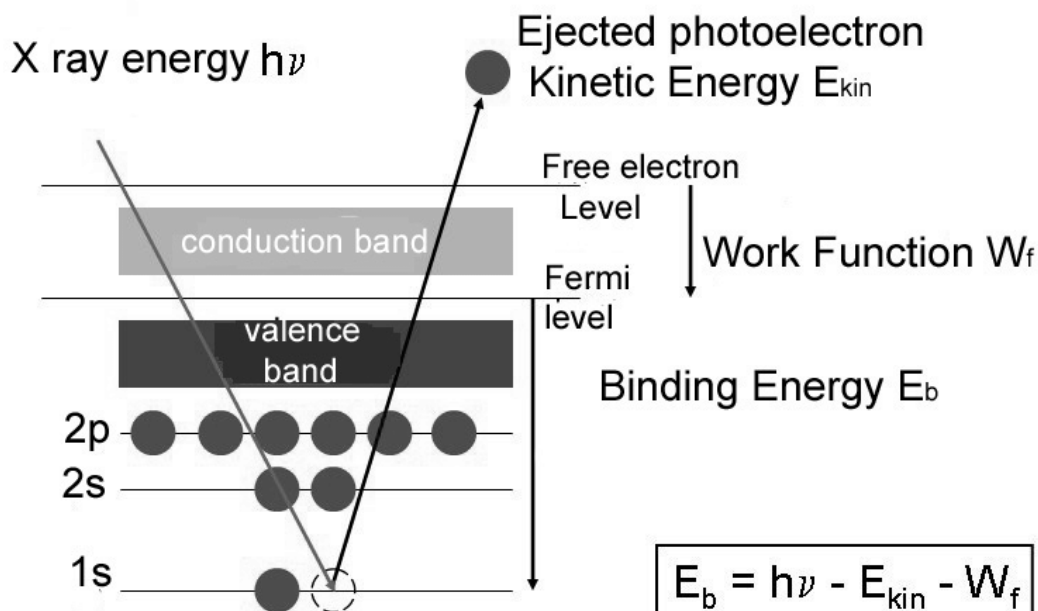 X ray energy hν
Ejected photoelectron
Kinetic Energy Ekin
Free electron
Level
conduction band
Work Function Wf
Fermi
level
valence
band
Binding Energy Eb
2p
2s
1s
Eb = hν - Ekin - Wf